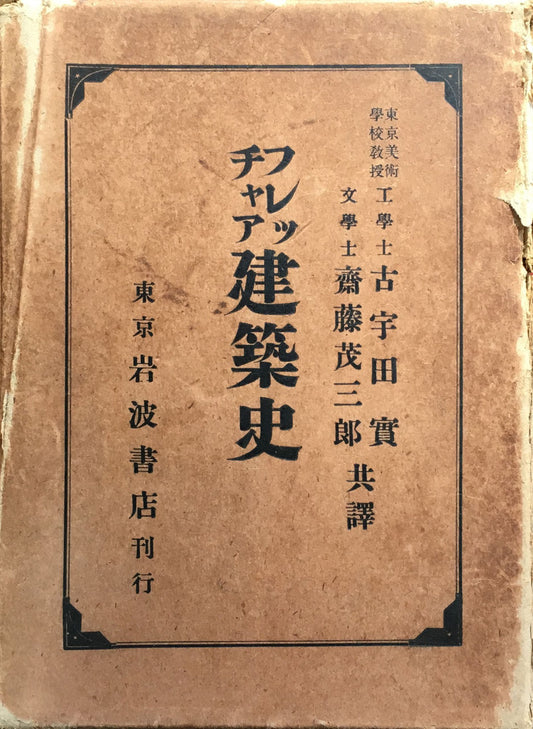 東京美術
學校教授
工學士 古宇田實
文學士 齋藤茂三郎
共譯
フレッ
チャア
建築史
東京 岩波書店 刊行